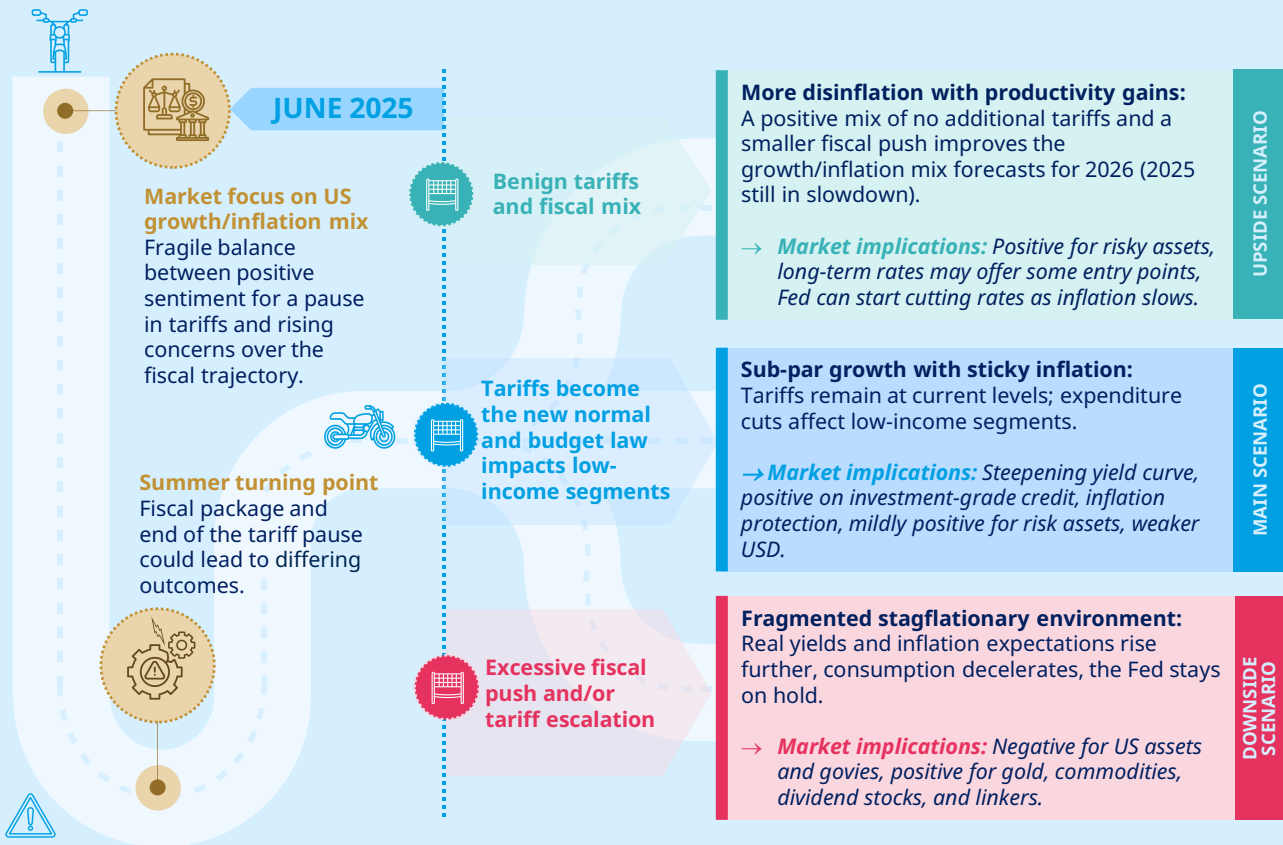 JUNE 2025
Market focus on US
growth/inflation mix
Fragile balance
between positive
sentiment for a pause
in tariffs and rising
concerns over the
fiscal trajectory.
Summer turning point
Fiscal package and
end of the tariff pause
could lead to differing
outcomes.
Benign tariffs
and fiscal mix
More disinflation with productivity gains:
A positive mix of no additional tariffs and a
smaller fiscal push improves the
growth/inflation mix forecasts for 2026 (2025
still in slowdown).
→ Market implications: Positive for risky assets,
long-term rates may offer some entry points,
Fed can start cutting rates as inflation slows.
UPSIDE SCENARIO
Tariffs become
the new normal
and budget law
impacts low-
income segments
Sub-par growth with sticky inflation:
Tariffs remain at current levels; expenditure
cuts affect low-income segments.
→ Market implications: Steepening yield curve,
positive on investment-grade credit, inflation
protection, mildly positive for risk assets, weaker
USD.
MAIN SCENARIO
Excessive fiscal
push and/or
tariff escalation
Fragmented stagflationary environment:
Real yields and inflation expectations rise
further, consumption decelerates, the Fed stays
on hold.
→ Market implications: Negative for US assets
and govies, positive for gold, commodities,
dividend stocks, and linkers.
DOWNSIDE
SCENARIO